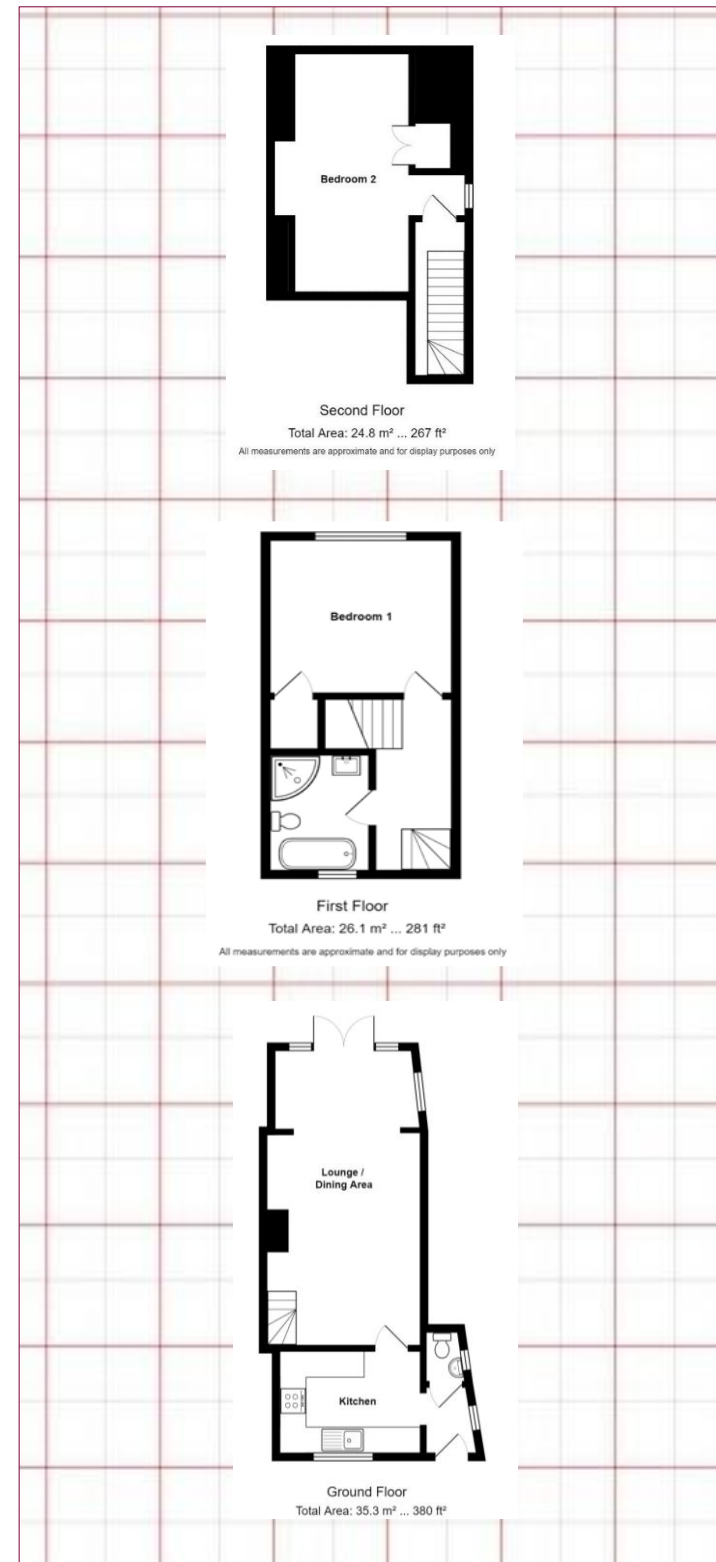 Bedroom 2
Second Floor
Total Area: 24.8 m² ... 267 ft²
All measurements are approximate and for display purposes only
Bedroom 1
First Floor
Total Area: 26.1 m² ... 281 ft²
All measurements are approximate and for display purposes only
Lounge /
Dining Area
Kitchen
Ground Floor
Total Area: 35.3 m² ... 380 ft²